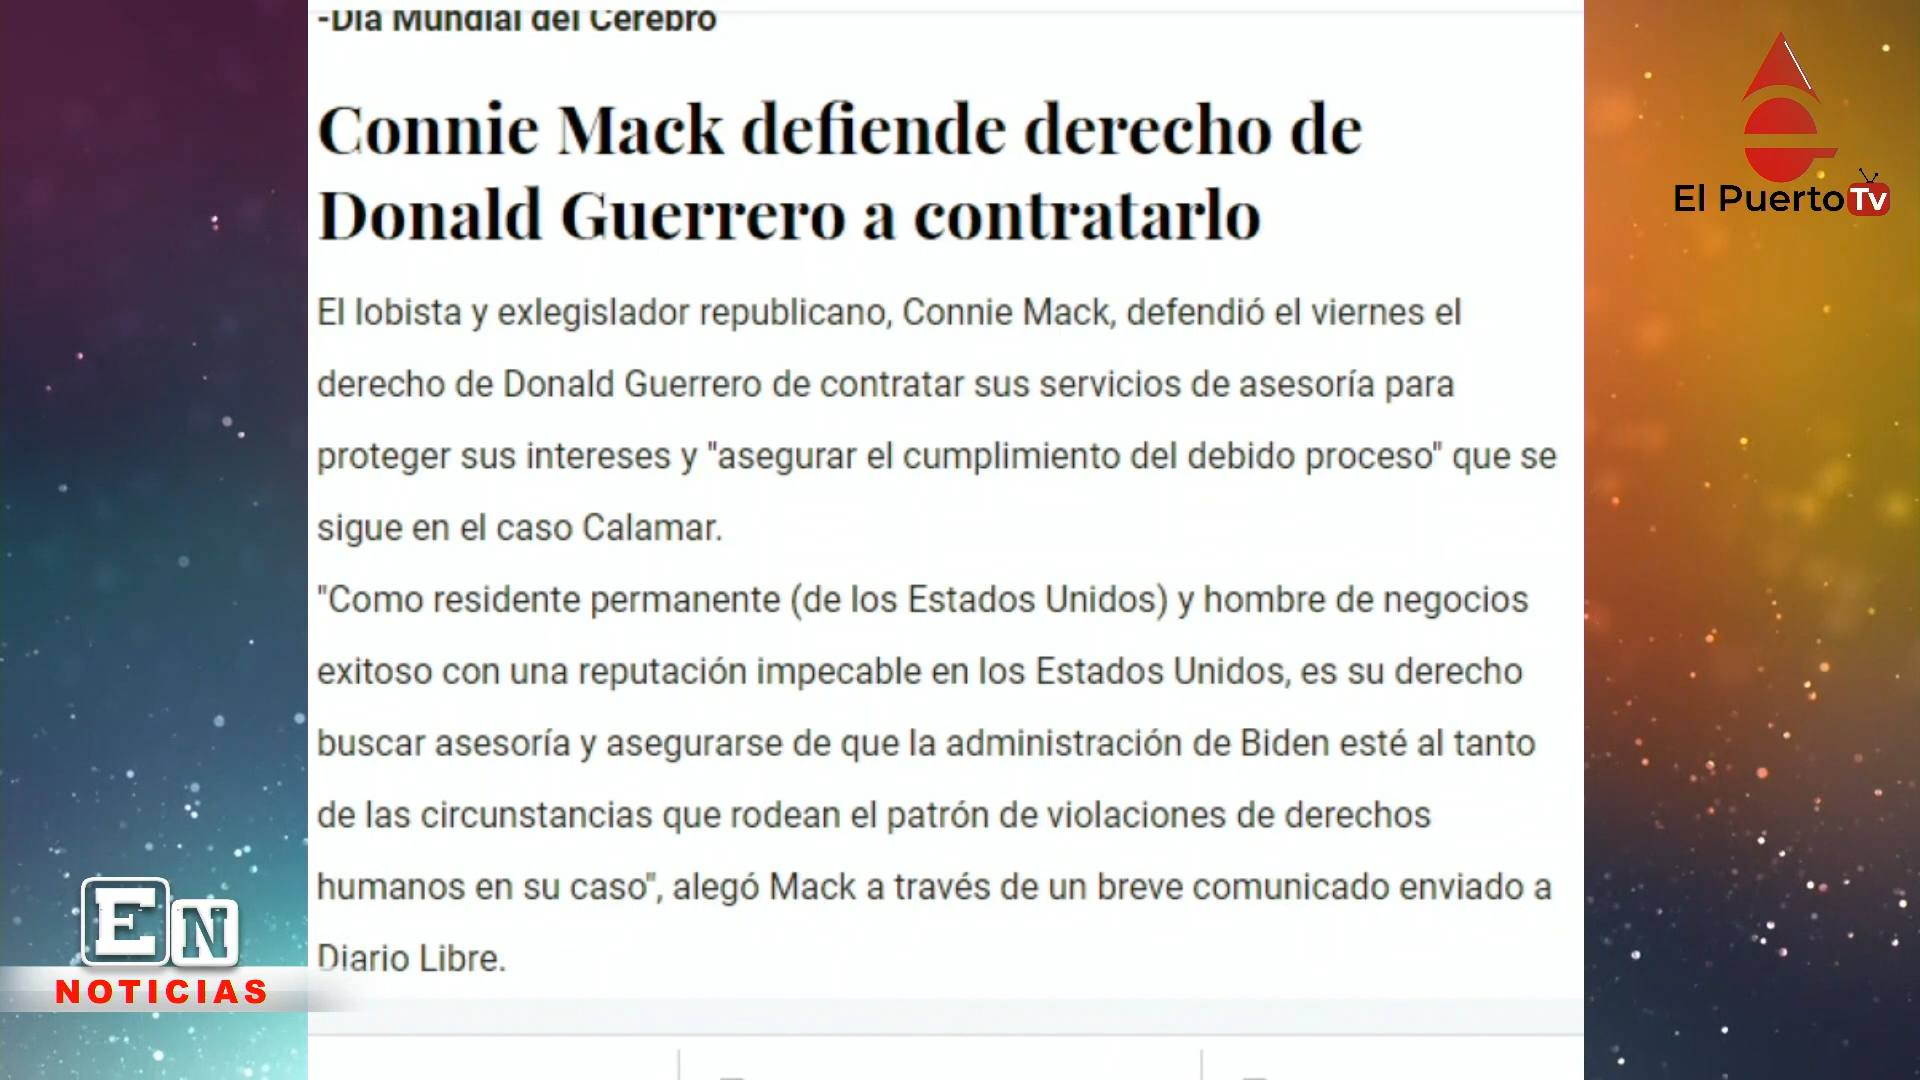 -Día Mundial del Cerebro
Connie Mack defiende derecho de
Donald Guerrero a contratarlo
El lobista y exlegislador republicano, Connie Mack, defendió el viernes el
derecho de Donald Guerrero de contratar sus servicios de asesoría para
proteger sus intereses y "asegurar el cumplimiento del debido proceso" que se
sigue en el caso Calamar.
"Como residente permanente (de los Estados Unidos) y hombre de negocios
exitoso con una reputación impecable en los Estados Unidos, es su derecho
buscar asesoría y asegurarse de que la administración de Biden esté al tanto
de las circunstancias que rodean el patrón de violaciones de derechos
humanos en su caso", alegó Mack a través de un breve comunicado enviado a
Diario Libre.
El Puerto Tv
EN
NOTICIAS